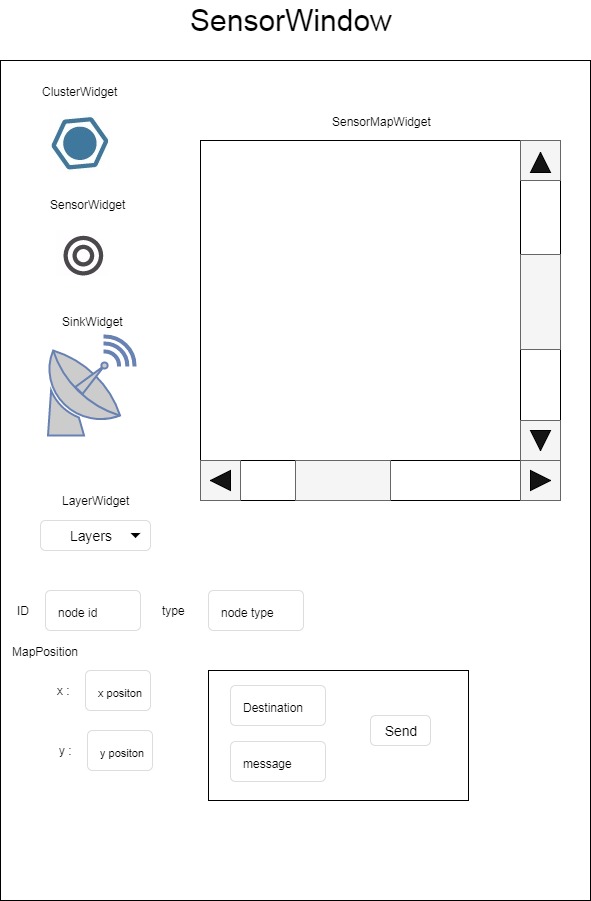 SensorWindow
ClusterWidget
SensorMapWidget
SensorWidget
SinkWidget
LayerWidget
Layers
ID
node id
type
node type
MapPosition
x :
x positon
y :
y positon
Destination
message
Send